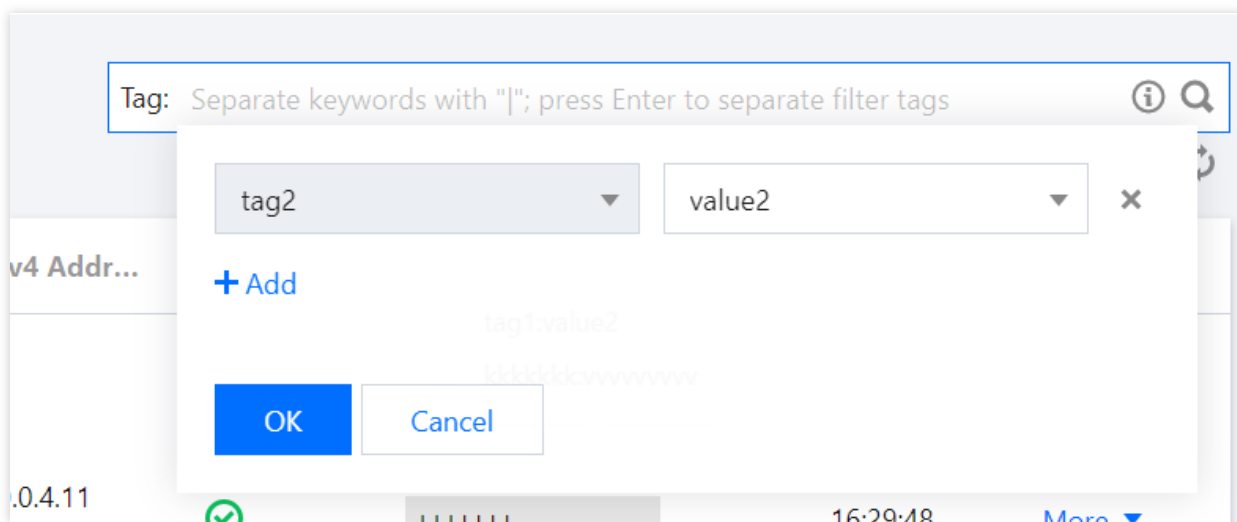 Tag: Separate keywords with "|"; press Enter to separate filter tags
tag2 value2
v4 Addr...
+ Add
tag1:value2
OK Cancel
.0.4.11
16:29:48 More